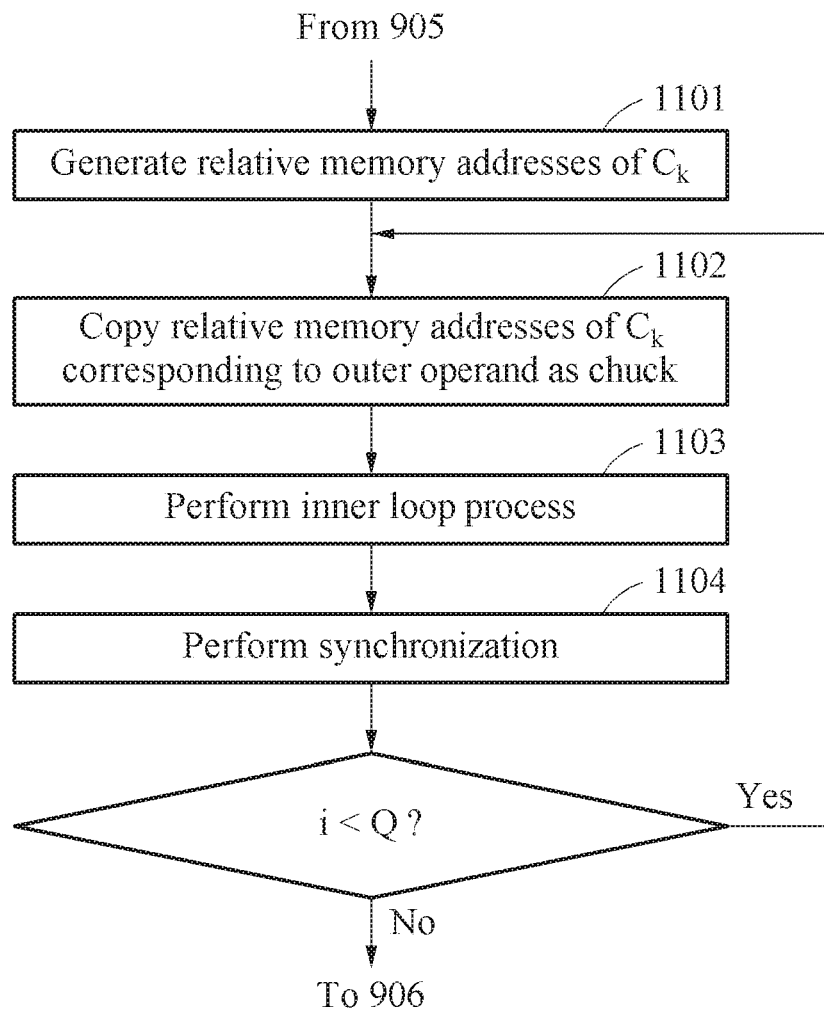 From 905
1101
Generate relative memory addresses of Cₖ
1102
Copy relative memory addresses of Cₖ
corresponding to outer operand as chuck
1103
Perform inner loop process
1104
Perform synchronization
i < Q ?
Yes
No
To 906